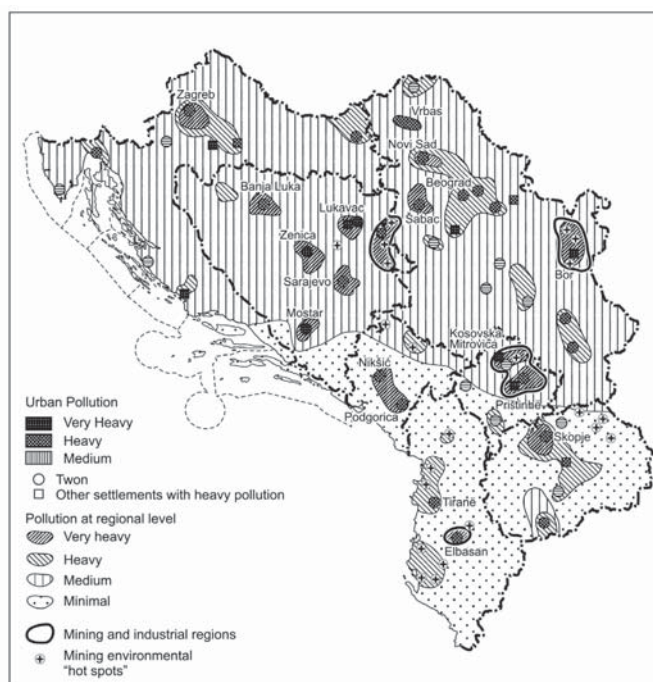 Zagreb
Vrbas
Novi Sad
Banja Luka
Beograd
Lukavac
Šabac
Zenica
Bor
Sarajevo
Mostar
Kosovska
Mitrovica
Nikšić
Prištinë
Podgorica
Skopje
Tiranë
Elbasan
Urban Pollution
Very Heavy
Heavy
Medium
Twon
Other settlements with heavy pollution
Pollution at regional level
Very heavy
Heavy
Medium
Minimal
Mining and industrial regions
Mining environmental
"hot spots"